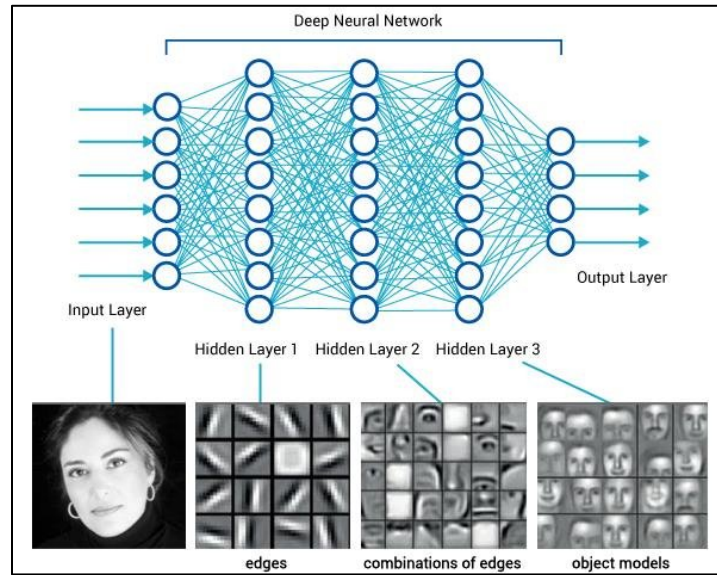 Deep Neural Network
Output Layer
Input Layer
Hidden Layer 1 Hidden Layer 2 Hidden Layer 3
edges combinations of edges object models